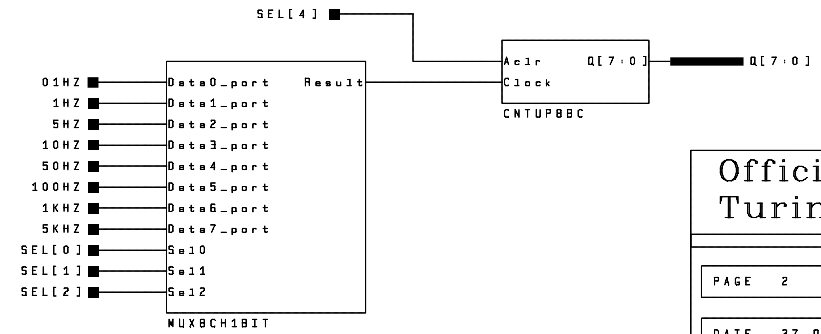 SEL[4]
Aclr Q[7:0] Q[7:0]
01HZ Data0_port Result Clock
1HZ Data1_port
CNTUP8BC
5HZ Data2_port
10HZ Data3_port
50HZ Data4_port
100HZ Data5_port
1KHZ Data6_port
5KHZ Data7_port
SEL[0] Sel0
SEL[1] Sel1
SEL[2] Sel2
MUX8CH1BIT
Offici
Turin
PAGE 2
DATE